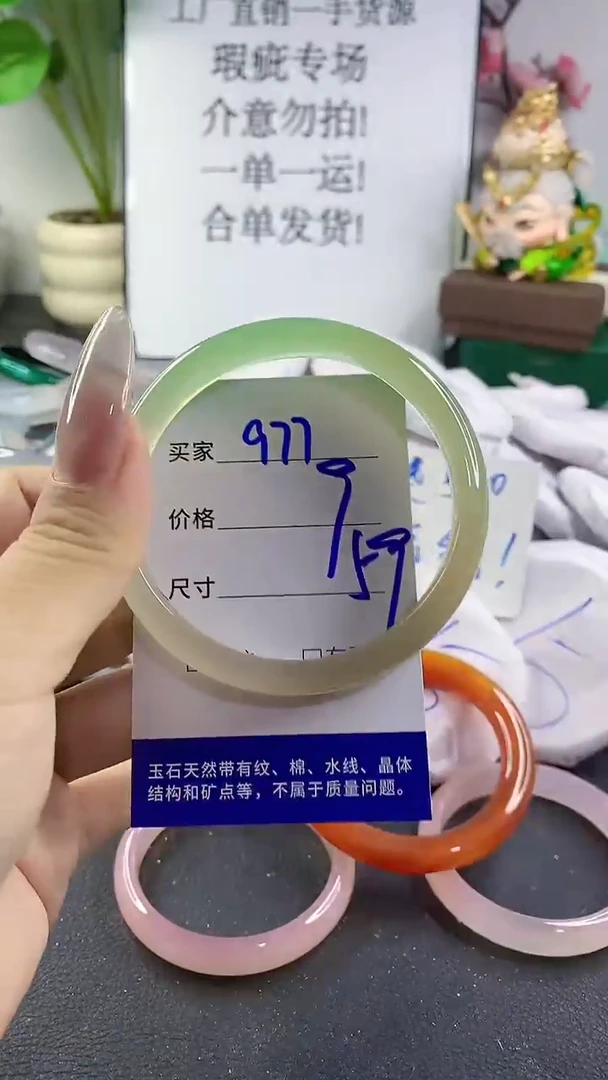 工厂直销一手货源
瑕疵专场
介意勿拍!
一单一运!
合单发货!
买家 977
价格 9
尺寸 59
玉石天然带有纹、棉、水线、晶体
结构和矿点等，不属于质量问题。